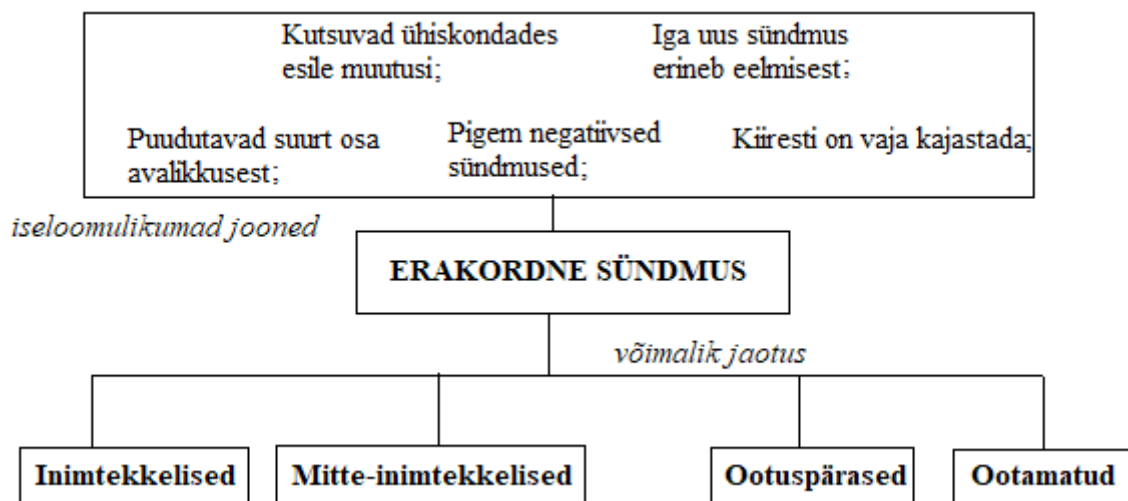 Kutsuvad ühiskondades
esile muutusi;
Iga uus sündmus
erineb eelmisest;
Puudutavad suurt osa
avalikkusest;
Pigem negatiivsed
sündmused;
Kiiresti on vaja kajastada;
iseloomulikumad jooned
ERAKORDNE SÜNDMUS
võimalik jaotus
Inimtekkelised
Mitte-inimtekkelised
Ootuspärased
Ootamatud